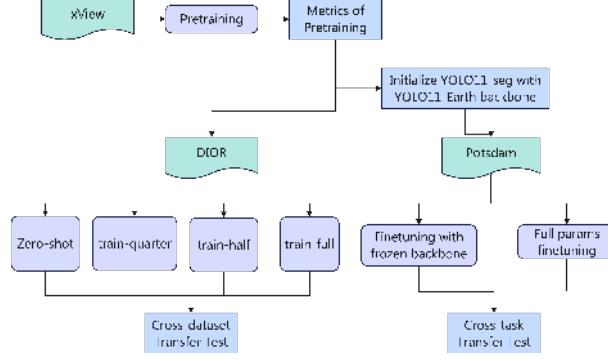 xView
Pretraining
Metrics of
Pretraining
Initialize YOLO11 seg with
YOLO11 Earth backbone
DIOR
Potsdam
Zero-shot
train-quarter
train-half
train-full
Finetuning with
frozen backbone
Full params
finetuning
Cross dataset
Transfer Test
Cross task
Transfer Test